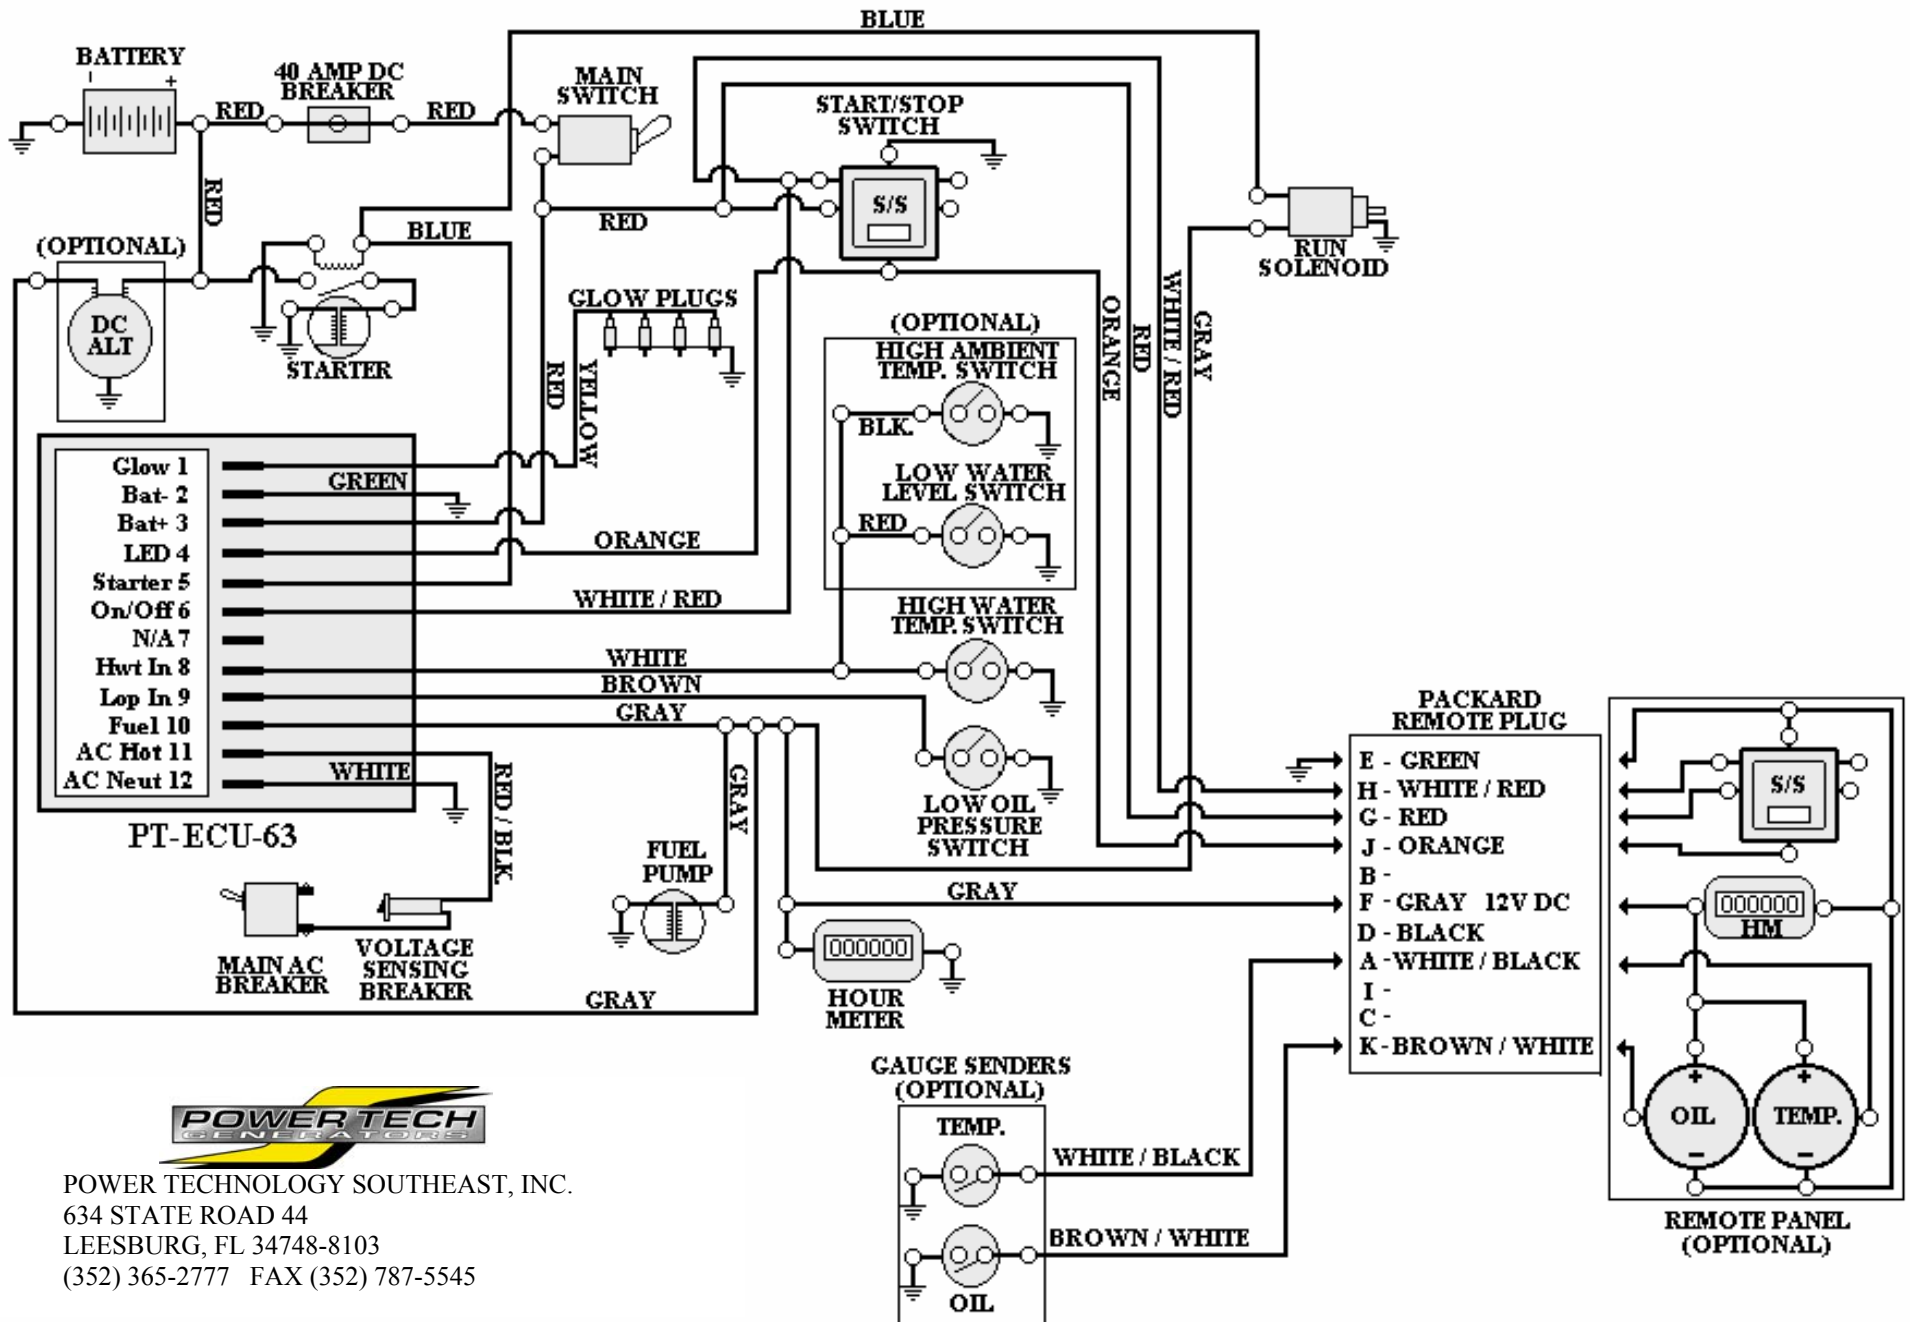 BLUE
BATTERY
- +
40 AMP DC
BREAKER
RED
RED
MAIN
SWITCH
START/STOP
SWITCH
S/S
RED
RED
BLUE
RUN
SOLENOID
(OPTIONAL)
DC
ALT
STARTER
GLOW PLUGS
RED
YELLOW
(OPTIONAL)
HIGH AMBIENT
TEMP. SWITCH
BLK.
LOW WATER
LEVEL SWITCH
RED
HIGH WATER
TEMP. SWITCH
ORANGE
RED
WHITE / RED
GRAY
Glow 1
Bat- 2
Bat+ 3
LED 4
Starter 5
On/Off 6
N/A 7
Hwt In 8
Lop In 9
Fuel 10
AC Hot 11
AC Neut 12
GREEN
ORANGE
WHITE / RED
WHITE
BROWN
GRAY
WHITE
RED / BLK.
GRAY
PT-ECU-63
LOW OIL
PRESSURE
SWITCH
FUEL
PUMP
MAIN AC
BREAKER
VOLTAGE
SENSING
BREAKER
GRAY
GRAY
000000
HOUR
METER
PACKARD
REMOTE PLUG
E - GREEN
H - WHITE / RED
G - RED
J - ORANGE
B -
F - GRAY 12V DC
D - BLACK
A - WHITE / BLACK
I -
C -
K - BROWN / WHITE
S/S
000000
HM
+ +
OIL
TEMP.
- -
REMOTE PANEL
(OPTIONAL)
GAUGE SENDERS
(OPTIONAL)
TEMP.
WHITE / BLACK
BROWN / WHITE
OIL
POWER TECH
GENERATORS
POWER TECHNOLOGY SOUTHEAST, INC.
634 STATE ROAD 44
LEESBURG, FL 34748-8103
(352) 365-2777 FAX (352) 787-5545